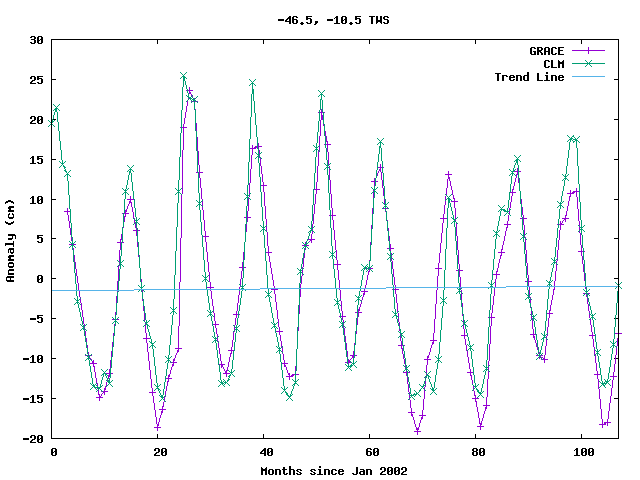 -46.5, -10.5 TWS
30
25
20
15
10
5
0
-5
-10
-15
-20
Anomaly (cm)
GRACE
CLM
Trend Line
0 20 40 60 80 100
Months since Jan 2002